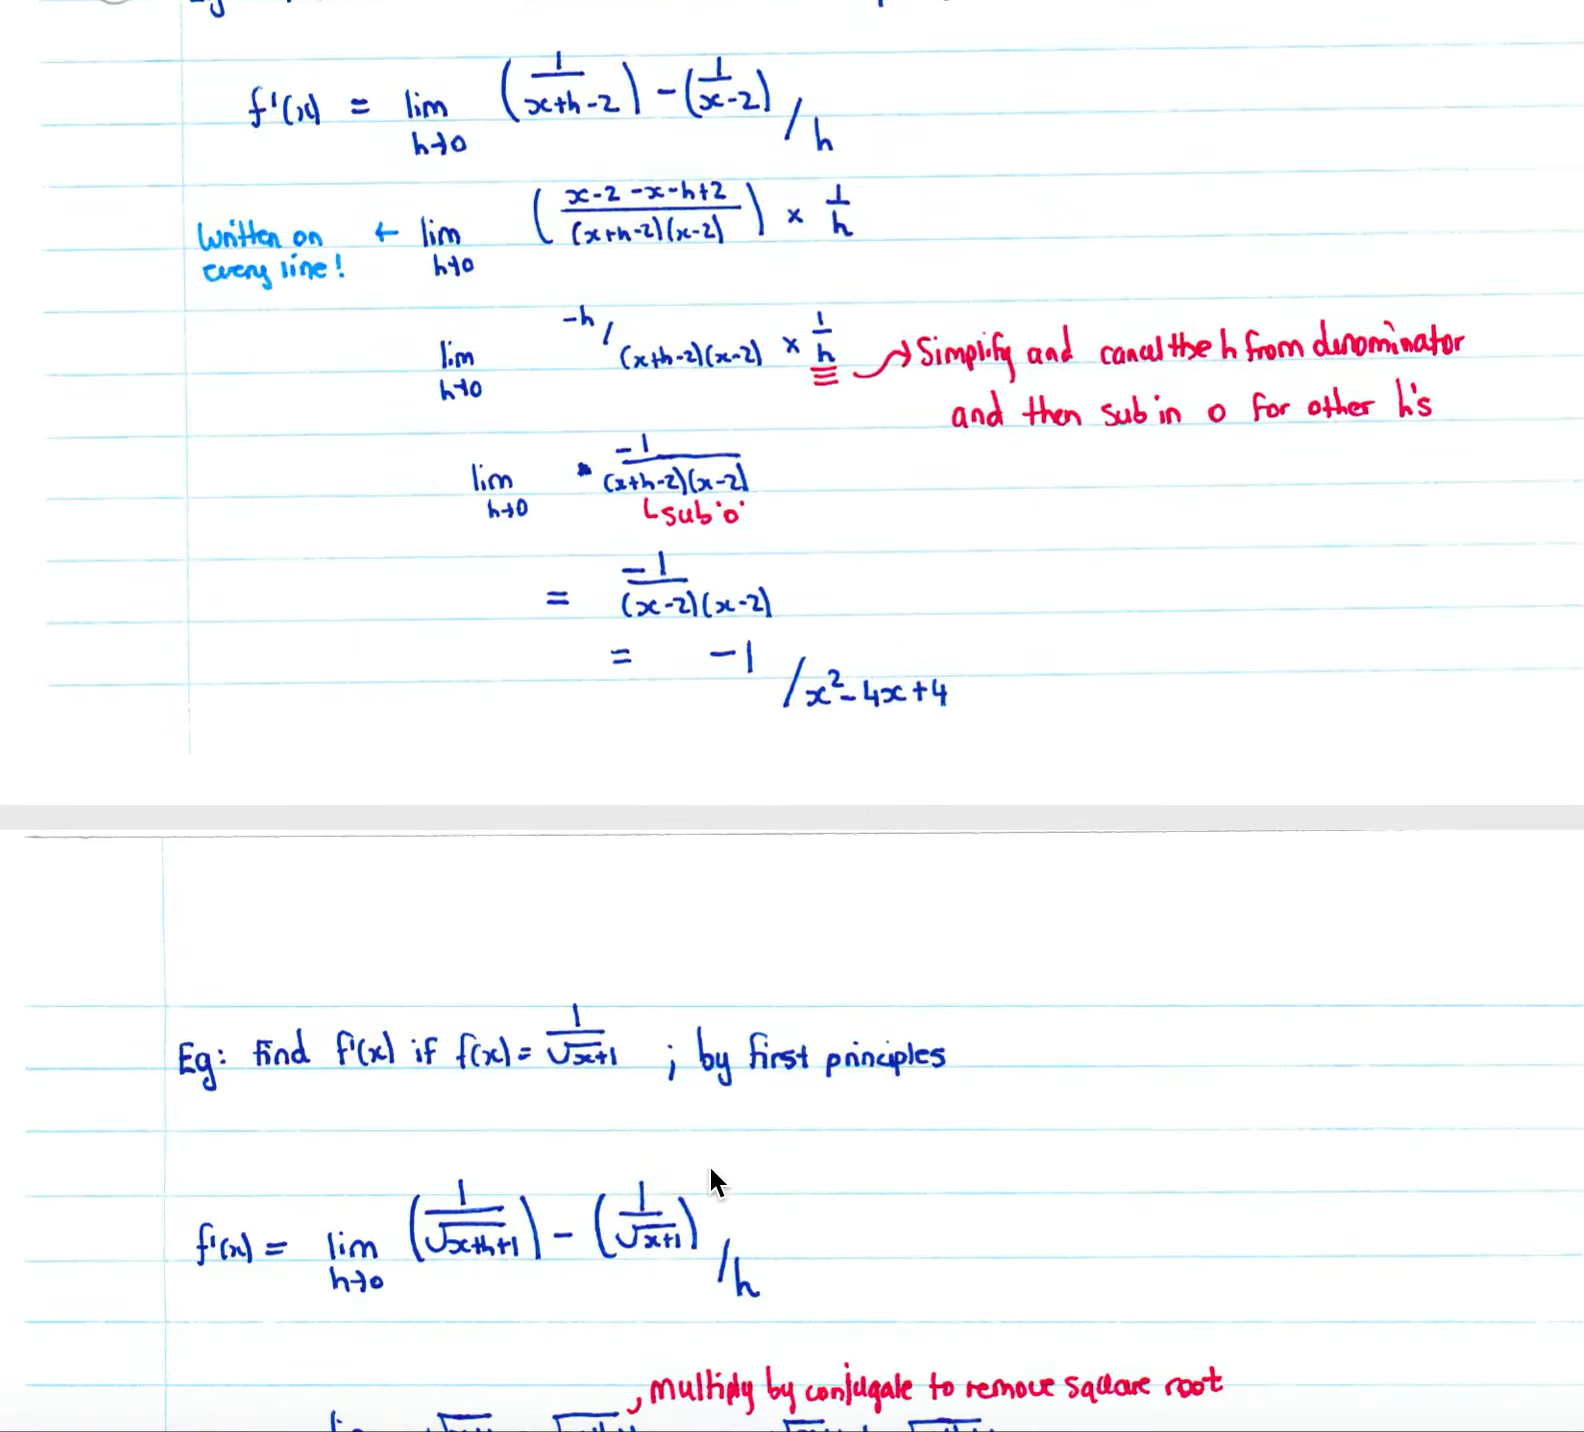 f'(x) = lim h→0 (1/(x+h-2)) - (1/(x-2)) / h
Written on every line! ← lim h→0 ((x-2-x-h+2)/((x+h-2)(x-2))) × 1/h
lim h→0 -h/(x+h-2)(x-2) × 1/h → Simplify and cancel the h from denominator
and then sub in 0 for other h's
lim h→0 -1/((x+h-2)(x-2))
sub '0'
= -1/((x-2)(x-2))
= -1/x²-4x+4
Eg: find f'(x) if f(x) = 1/√x+1 ; by first principles
f'(x) = lim h→0 (1/√x+h+1) - (1/√x+1) / h
multiply by conjugate to remove square root